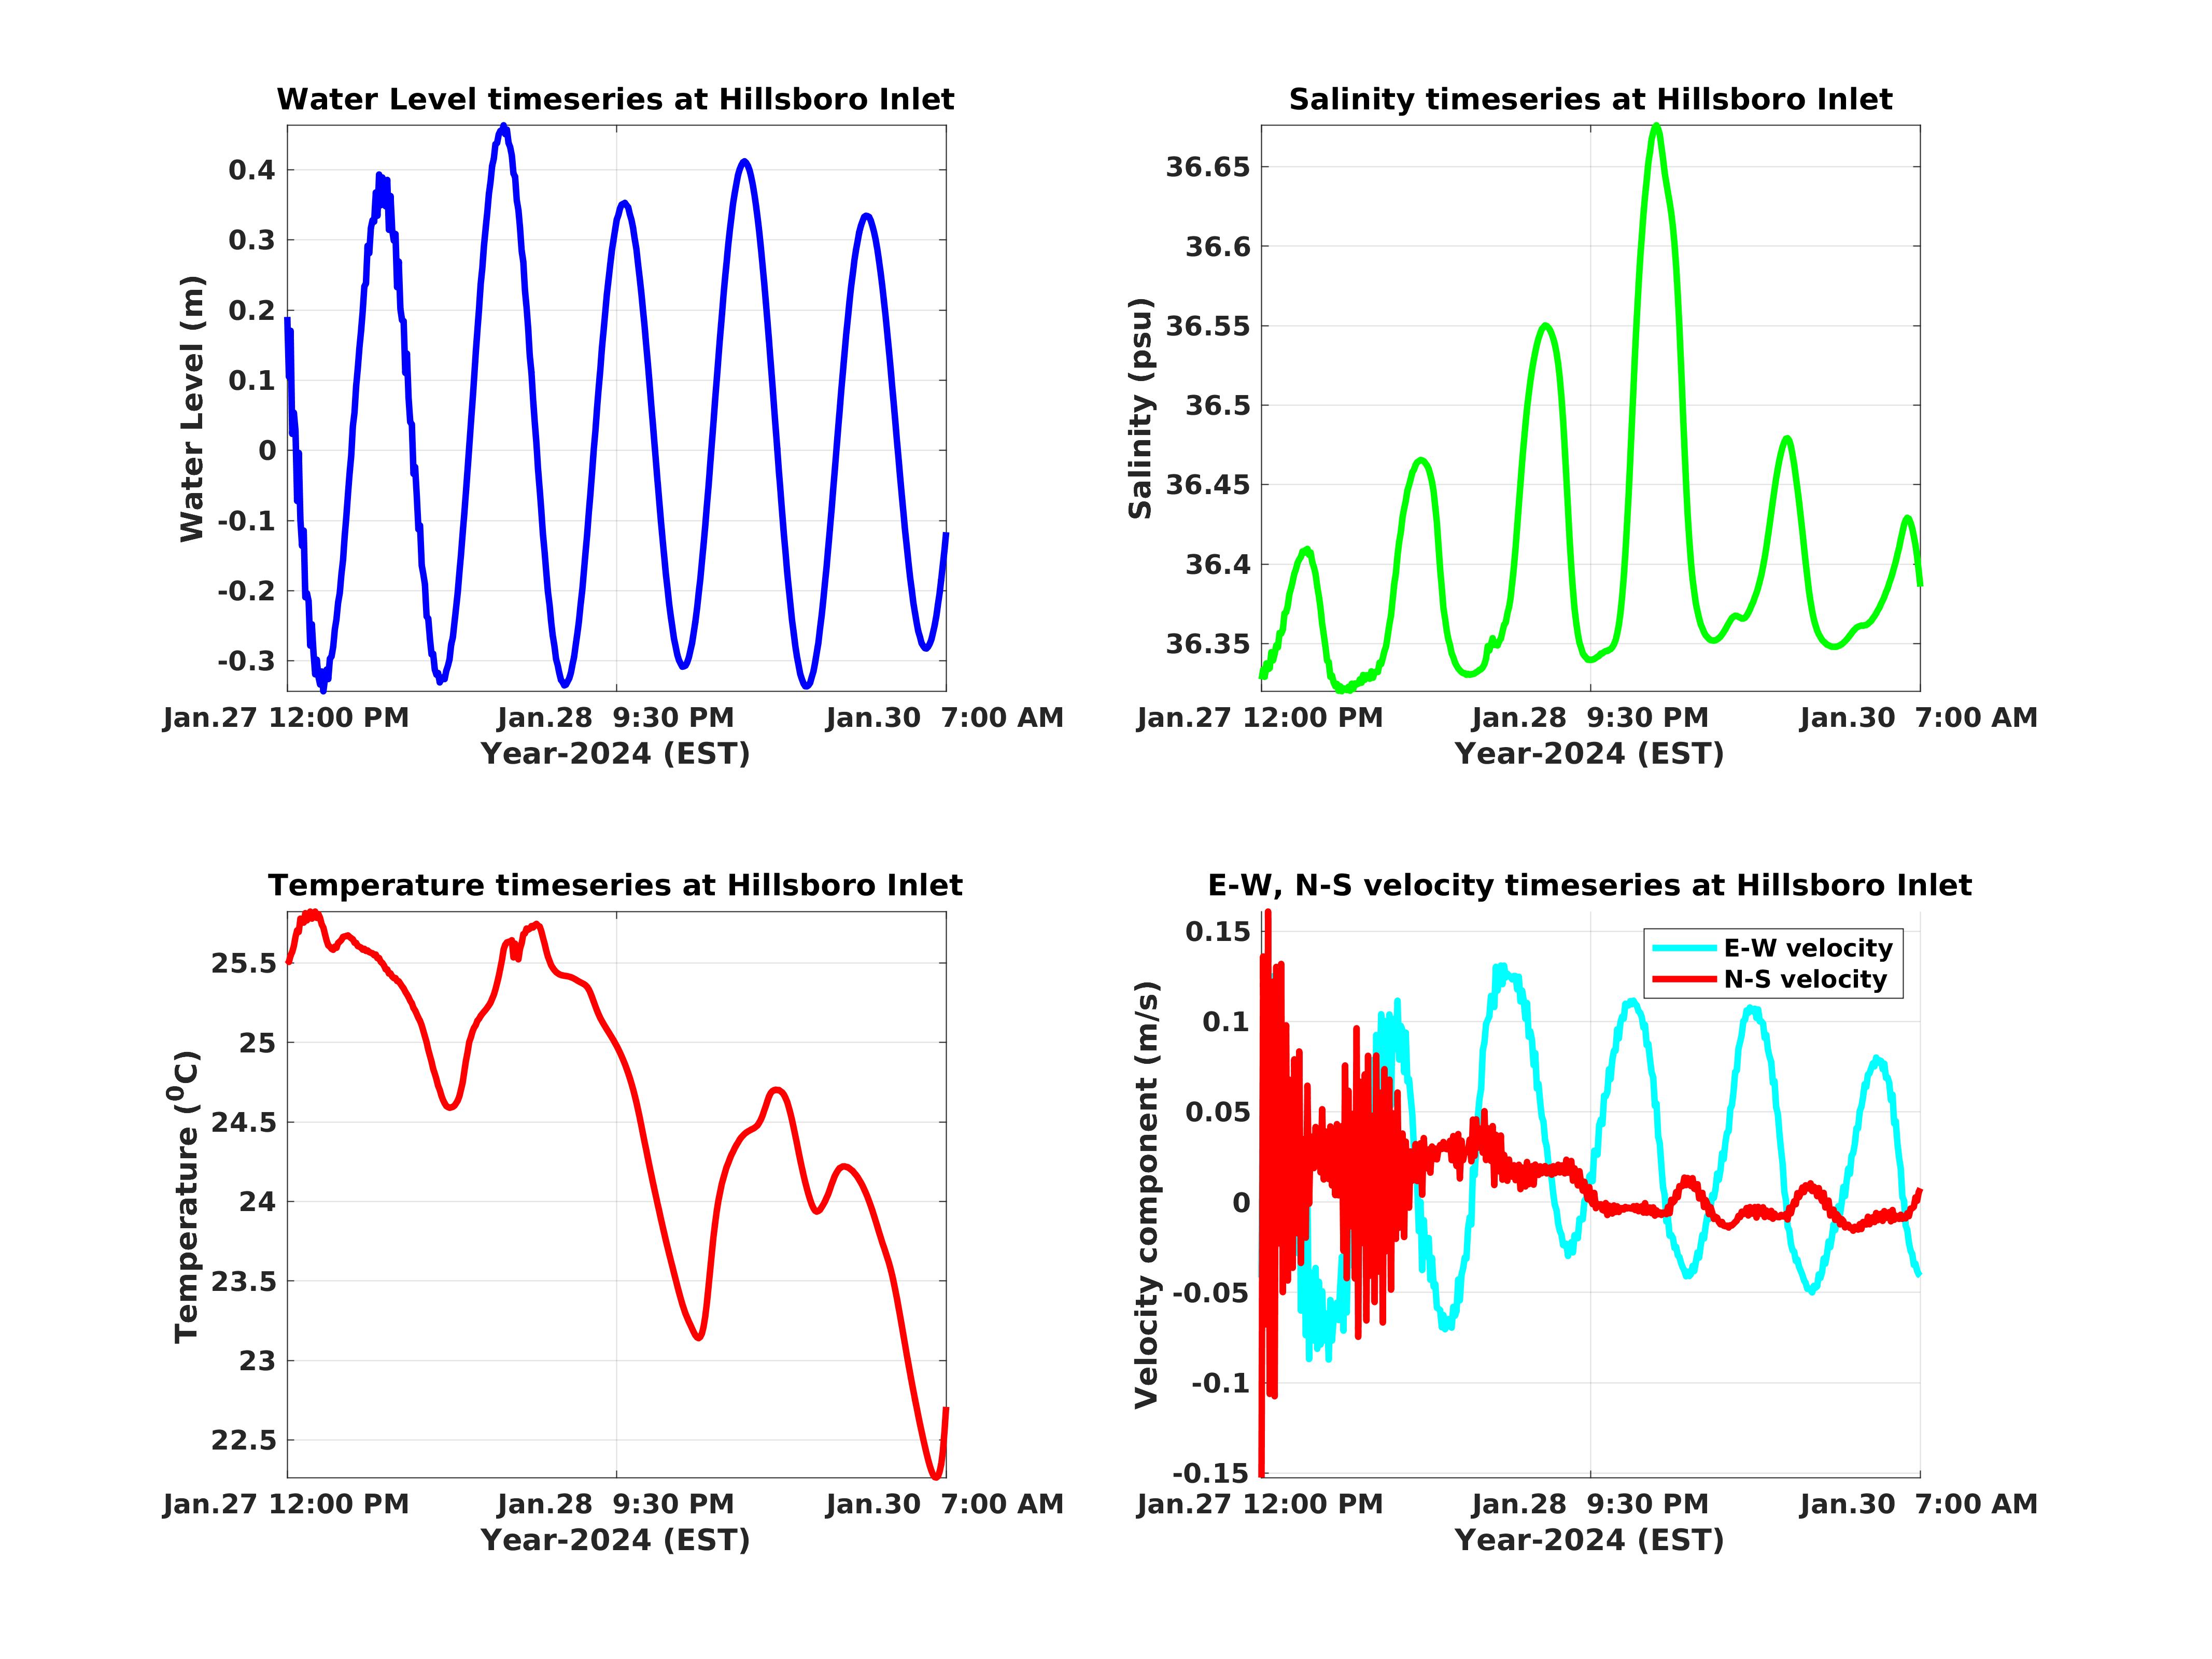 Water Level timeseries at Hillsboro Inlet
0.4
0.3
0.2
0.1
0
-0.1
-0.2
-0.3
Water Level (m)
Jan.27 12:00 PM Jan.28  9:30 PM Jan.30  7:00 AM
Year-2024 (EST)
Salinity timeseries at Hillsboro Inlet
36.65
36.6
36.55
36.5
36.45
36.4
36.35
Salinity (psu)
Jan.27 12:00 PM Jan.28  9:30 PM Jan.30  7:00 AM
Year-2024 (EST)
Temperature timeseries at Hillsboro Inlet
25.5
25
24.5
24
23.5
23
22.5
Temperature (⁰C)
Jan.27 12:00 PM Jan.28  9:30 PM Jan.30  7:00 AM
Year-2024 (EST)
E-W, N-S velocity timeseries at Hillsboro Inlet
0.15
0.1
0.05
0
-0.05
-0.1
-0.15
Velocity component (m/s)
E-W velocity
N-S velocity
Jan.27 12:00 PM Jan.28  9:30 PM Jan.30  7:00 AM
Year-2024 (EST)